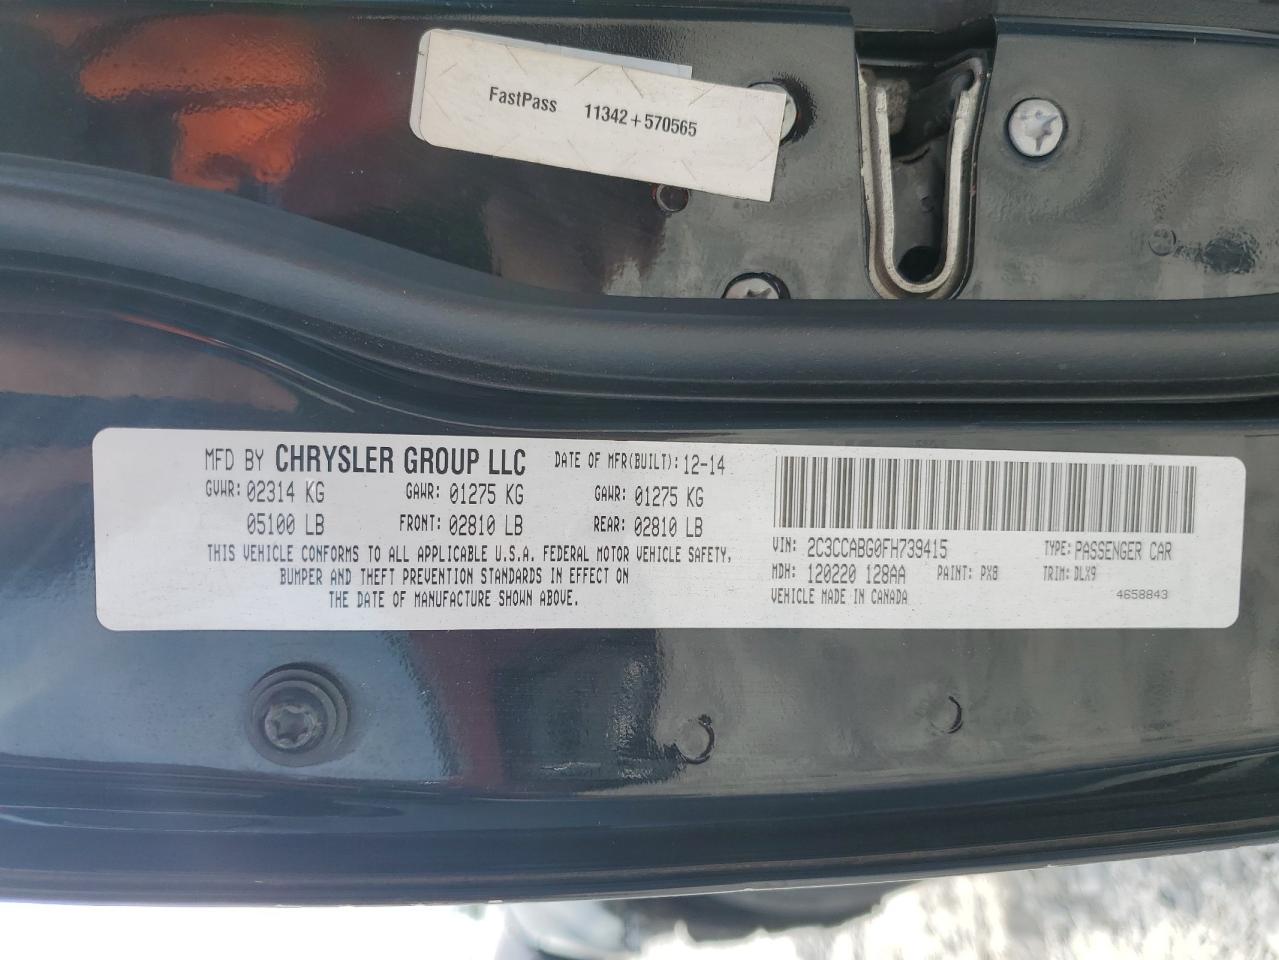 FastPass 11342+570565
MFD BY CHRYSLER GROUP LLC DATE OF MFR(BUILT): 12-14
GVWR: 02314 KG GAWR: 01275 KG GAWR: 01275 KG
05100 LB FRONT: 02810 LB REAR: 02810 LB
THIS VEHICLE CONFORMS TO ALL APPLICABLE U.S.A. FEDERAL MOTOR VEHICLE SAFETY,
BUMPER AND THEFT PREVENTION STANDARDS IN EFFECT ON
THE DATE OF MANUFACTURE SHOWN ABOVE.
VIN: 2C3CCABG0FH739415 TYPE: PASSENGER CAR
MDH: 120220 128AA PAINT: PX8 TRIM: DLX9
VEHICLE MADE IN CANADA 4658843